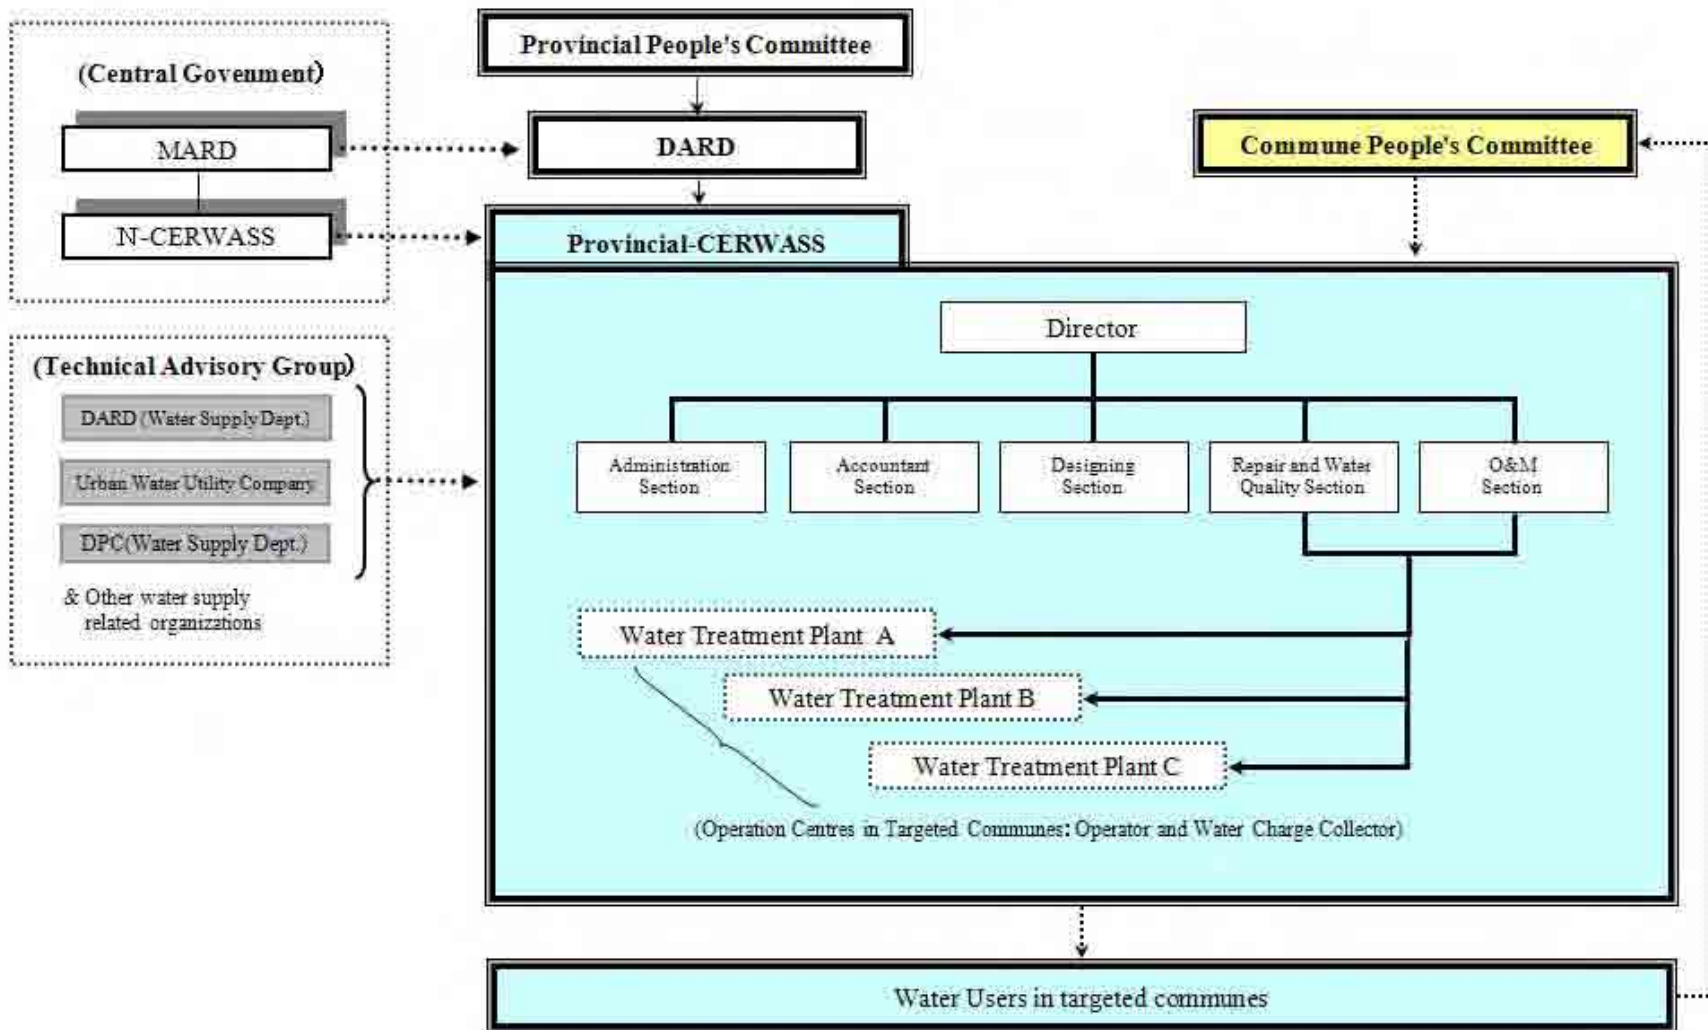 (Central Govenment)
MARD
N-CERWASS
(Technical Advisory Group)
DARD (Water Supply Dept.)
Urban Water Utility Company
DPC(Water Supply Dept.)
& Other water supply
related organizations
Provincial People's Committee
DARD
Commune People's Committee
Provincial-CERWASS
Director
Administration
Section
Accountant
Section
Designing
Section
Repair and Water
Quality Section
O&M
Section
Water Treatment Plant A
Water Treatment Plant B
Water Treatment Plant C
(Operation Centres in Targeted Communes: Operator and Water Charge Collector)
Water Users in targeted communes